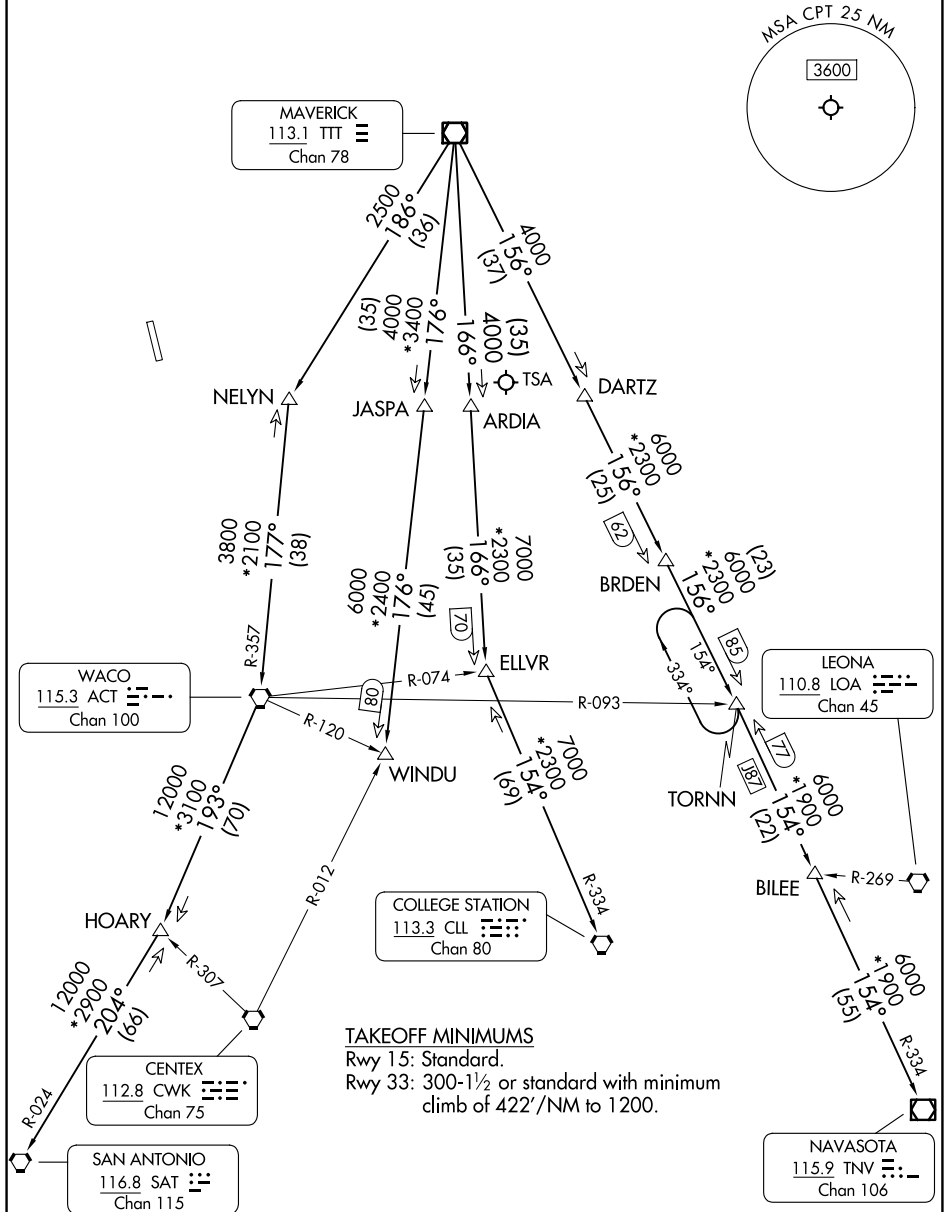 MSA CPT 25 NM
3600
MAVERICK
113.1 TTT
Chan 78
2500
186°
(36)
(35)
4000
*3400
176°
(35)
4000
166°
4000
156°
(37)
TSA
NELYN
JASPA
ARDIA
DARTZ
3800
*2100
177°
(38)
6000
*2400
176°
(45)
7000
*2300
166°
(35)
6000
*2300
156°
(25)
62
BRDEN
(23)
6000
*2300
156°
R-357
70
ELLVR
154°
334°
85
WACO
115.3 ACT
Chan 100
R-074
R-093
R-120
80
WINDU
LEONA
110.8 LOA
Chan 45
77
J87
TORNN
12000
*3100
193°
(70)
7000
*2300
154°
(69)
6000
*1900
154°
(22)
BILEE
R-269
R-012
R-334
HOARY
R-307
COLLEGE STATION
113.3 CLL
Chan 80
12000
*2900
204°
(66)
6000
*1900
154°
(55)
R-334
CENTEX
112.8 CWK
Chan 75
R-024
TAKEOFF MINIMUMS
Rwy 15: Standard.
Rwy 33: 300-1½ or standard with minimum
climb of 422'/NM to 1200.
SAN ANTONIO
116.8 SAT
Chan 115
NAVASOTA
115.9 TNV
Chan 106